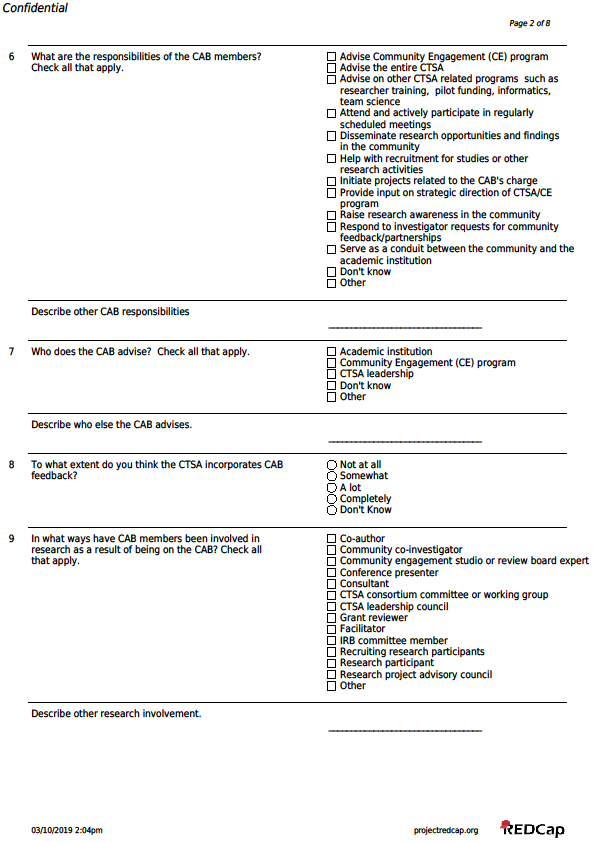 Confidential
Page 2 of 8
6 What are the responsibilities of the CAB members?
Check all that apply.
Advise Community Engagement (CE) program
Advise the entire CTSA
Advise on other CTSA related programs such as
researcher training, pilot funding, informatics,
team science
Attend and actively participate in regularly
scheduled meetings
Disseminate research opportunities and findings
in the community
Help with recruitment for studies or other
research activities
Initiate projects related to the CAB's charge
Provide input on strategic direction of CTSA/CE
program
Raise research awareness in the community
Respond to investigator requests for community
feedback/partnerships
Serve as a conduit between the community and the
academic institution
Don't know
Other
Describe other CAB responsibilities
7 Who does the CAB advise? Check all that apply.
Academic institution
Community Engagement (CE) program
CTSA leadership
Don't know
Other
Describe who else the CAB advises.
8 To what extent do you think the CTSA incorporates CAB
feedback?
Not at all
Somewhat
A lot
Completely
Don't Know
9 In what ways have CAB members been involved in
research as a result of being on the CAB? Check all
that apply.
Co-author
Community co-investigator
Community engagement studio or review board expert
Conference presenter
Consultant
CTSA consortium committee or working group
CTSA leadership council
Grant reviewer
Facilitator
IRB committee member
Recruiting research participants
Research participant
Research project advisory council
Other
Describe other research involvement.
03/10/2019 2:04pm
projectredcap.org
REDCap